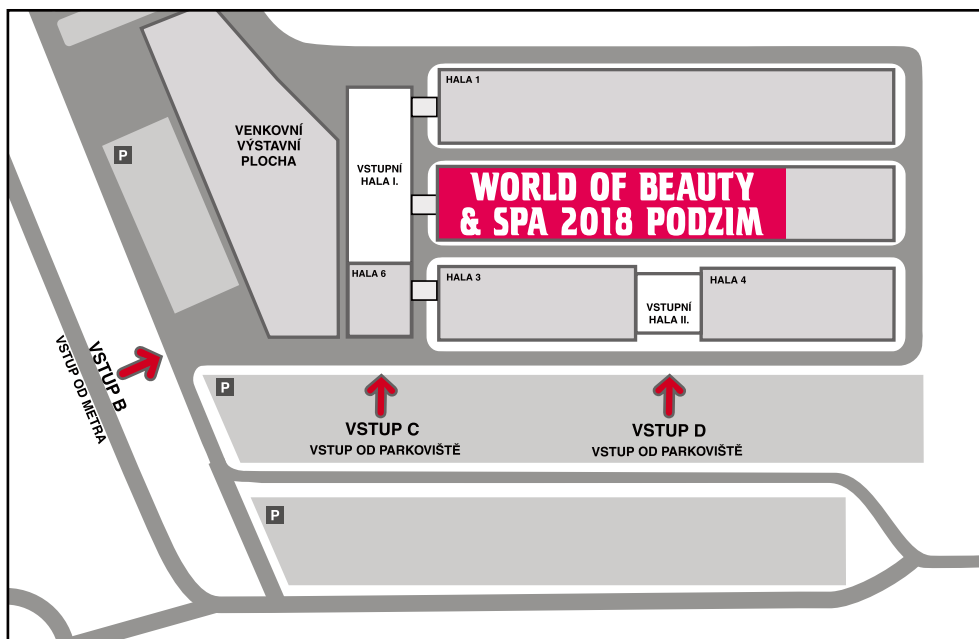 HALA 1
P
VENKOVNÍ
VÝSTAVNÍ
PLOCHA
VSTUPNÍ
HALA I.
WORLD OF BEAUTY
& SPA 2018 PODZIM
HALA 6
HALA 3
HALA 4
VSTUPNÍ
HALA II.
VSTUP B
VSTUP OD METRA
P
VSTUP C
VSTUP OD PARKOVIŠTĚ
VSTUP D
VSTUP OD PARKOVIŠTĚ
P